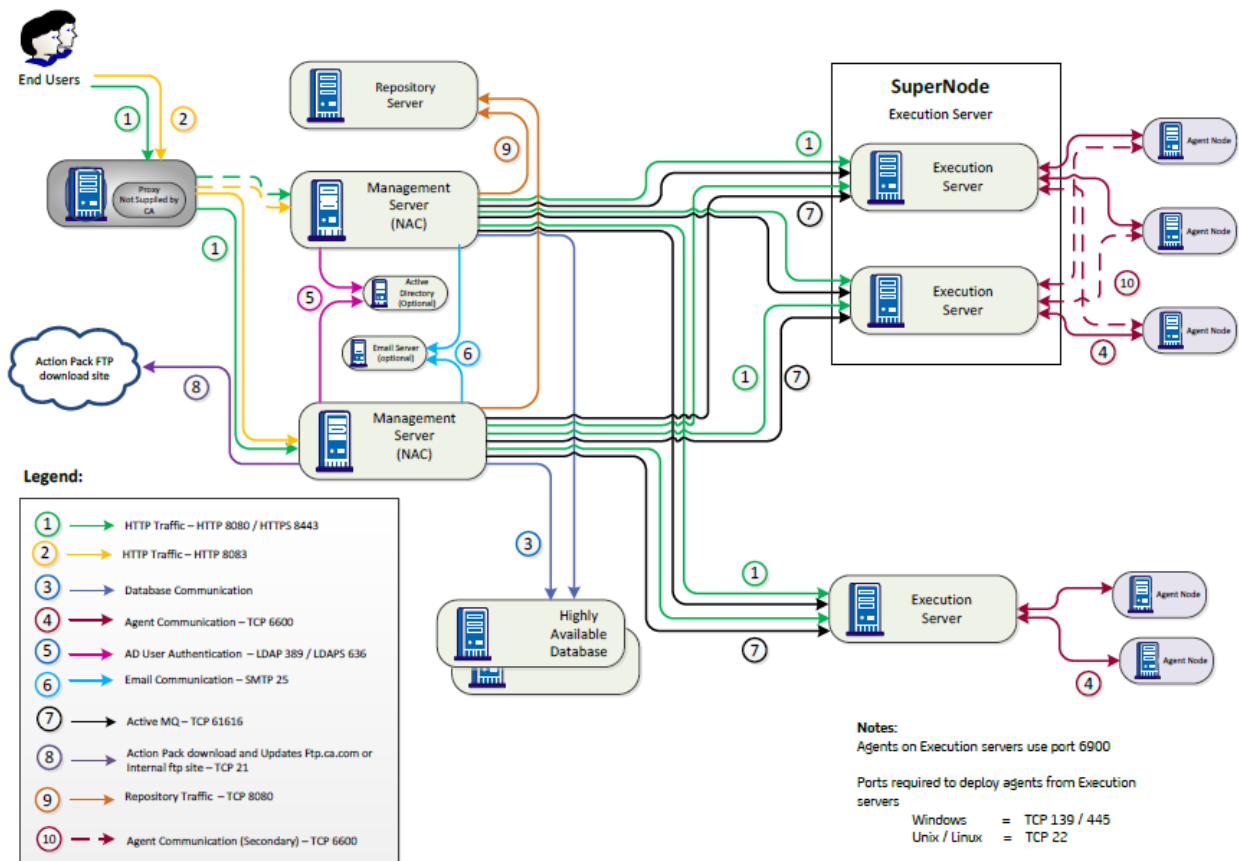 End Users
1
2
Proxy
Not Supplied by
CA
1
Repository
Server
9
Management
Server
(NAC)
5
Active
Directory
(Optional)
Email Server
(optional)
6
Action Pack FTP
download site
8
Management
Server
(NAC)
3
Highly
Available
Database
SuperNode
Execution Server
1
Execution
Server
7
Execution
Server
1
7
Agent Node
Agent Node
10
Agent Node
4
1
Execution
Server
7
Agent Node
Agent Node
4
Legend:
1 HTTP Traffic – HTTP 8080 / HTTPS 8443
2 HTTP Traffic – HTTP 8083
3 Database Communication
4 Agent Communication – TCP 6600
5 AD User Authentication – LDAP 389 / LDAPS 636
6 Email Communication – SMTP 25
7 Active MQ – TCP 61616
8 Action Pack download and Updates Ftp.ca.com or
Internal ftp site – TCP 21
9 Repository Traffic – TCP 8080
10 Agent Communication (Secondary) – TCP 6600
Notes:
Agents on Execution servers use port 6900
Ports required to deploy agents from Execution
servers
Windows = TCP 139 / 445
Unix / Linux = TCP 22